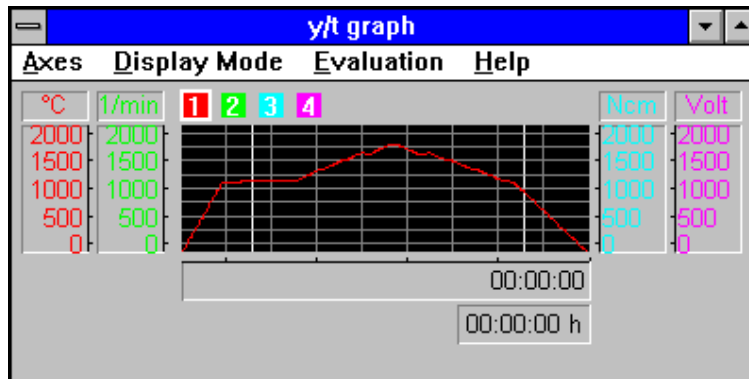 y/t graph
Axes Display Mode Evaluation Help
°C 1/min 1 2 3 4 Ncm Volt
2000 2000 2000 2000
1500 1500 1500 1500
1000 1000 1000 1000
500 500 500 500
0 0 0 0
00:00:00
00:00:00 h